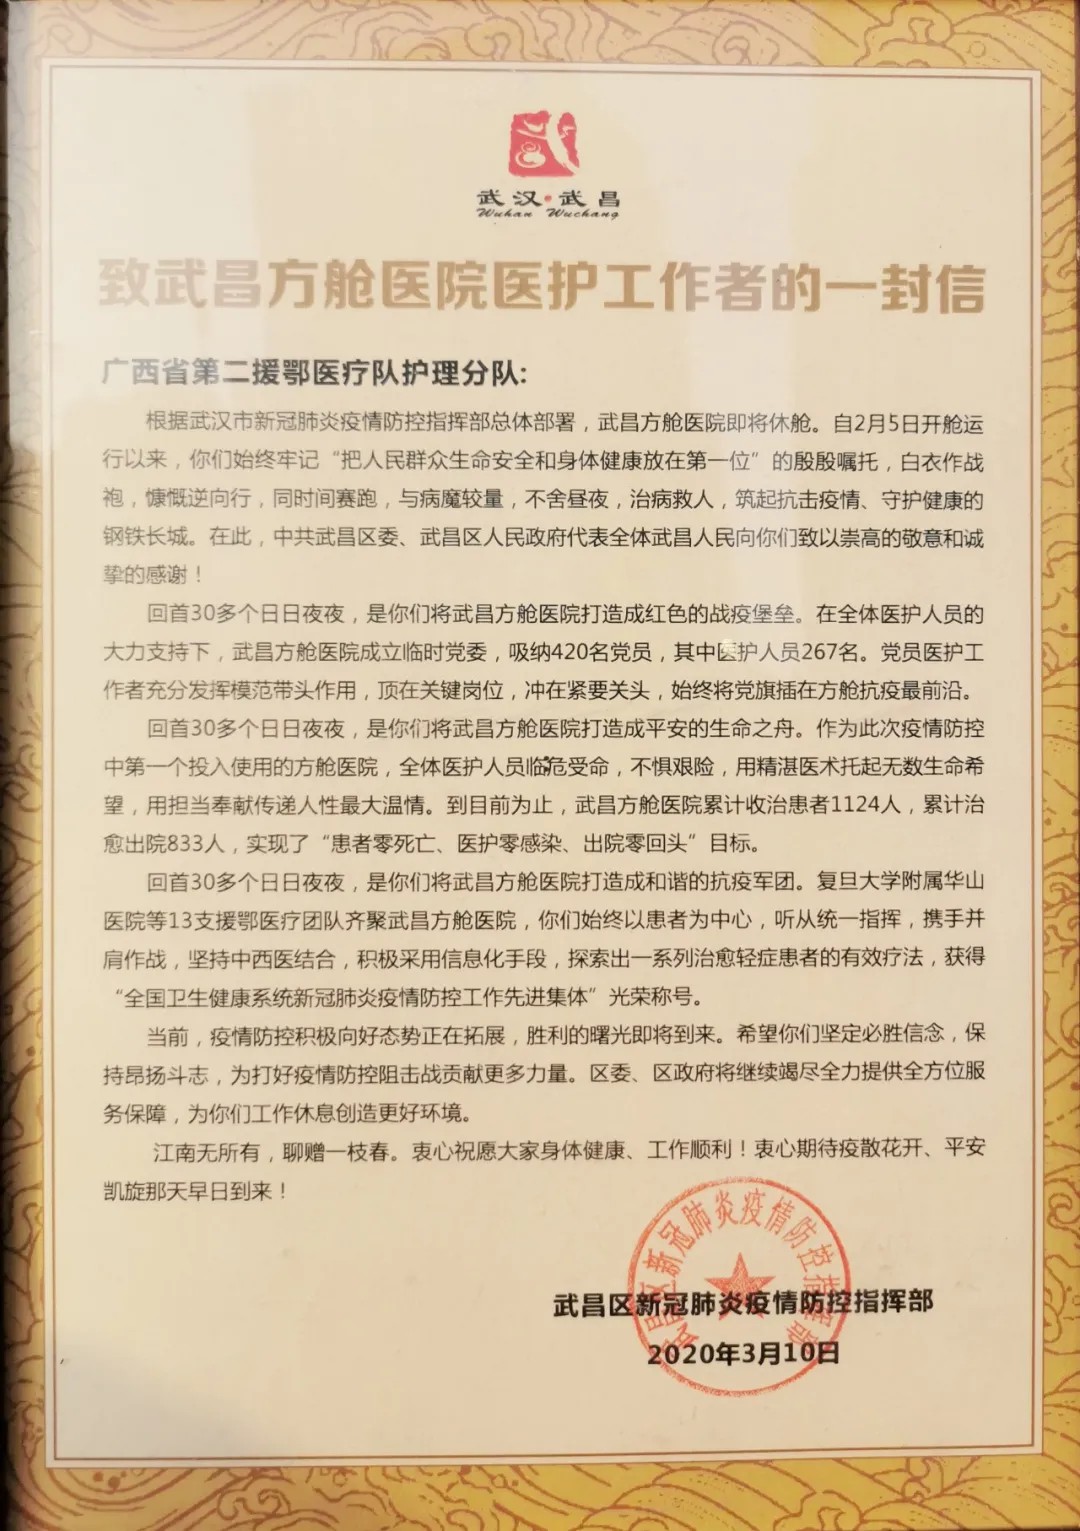 武汉·武昌
Wuhan Wuchang
致武昌方舱医院医护工作者的一封信
广西省第二援鄂医疗队护理分队:
根据武汉市新冠肺炎疫情防控指挥部总体部署，武昌方舱医院即将休舱。自2月5日开舱运
行以来，你们始终牢记“把人民群众生命安全和身体健康放在第一位”的殷殷嘱托，白衣作战
袍，慷慨逆向行，同时间赛跑，与病魔较量，不舍昼夜，治病救人，筑起抗击疫情、守护健康的
钢铁长城。在此，中共武昌区委、武昌区人民政府代表全体武昌人民向你们致以崇高的敬意和诚
挚的感谢！
回首30多个日日夜夜，是你们将武昌方舱医院打造成红色的战疫堡垒。在全体医护人员的
大力支持下，武昌方舱医院成立临时党委，吸纳420名党员，其中医护人员267名。党员医护工
作者充分发挥模范带头作用，顶在关键岗位，冲在紧要关头，始终将党旗插在方舱抗疫最前沿。
回首30多个日日夜夜，是你们将武昌方舱医院打造成平安的生命之舟。作为此次疫情防控
中第一个投入使用的方舱医院，全体医护人员临危受命，不惧艰险，用精湛医术托起无数生命希
望，用担当奉献传递人性最大温情。到目前为止，武昌方舱医院累计收治患者1124人，累计治
愈出院833人，实现了“患者零死亡、医护零感染、出院零回头”目标。
回首30多个日日夜夜，是你们将武昌方舱医院打造成和谐的抗疫军团。复旦大学附属华山
医院等13支援鄂医疗团队齐聚武昌方舱医院，你们始终以患者为中心，听从统一指挥，携手并
肩作战，坚持中西医结合，积极采用信息化手段，探索出一系列治愈轻症患者的有效疗法，获得
“全国卫生健康系统新冠肺炎疫情防控工作先进集体”光荣称号。
当前，疫情防控积极向好态势正在拓展，胜利的曙光即将到来。希望你们坚定必胜信念，保
持昂扬斗志，为打好疫情防控阻击战贡献更多力量。区委、区政府将继续竭尽全力提供全方位服
务保障，为你们工作休息创造更好环境。
江南无所有，聊赠一枝春。衷心祝愿大家身体健康、工作顺利！衷心期待疫散花开、平安
凯旋那天早日到来！
武昌区新冠肺炎疫情防控指挥部
武昌区新冠肺炎疫情防控指挥部
2020年3月10日